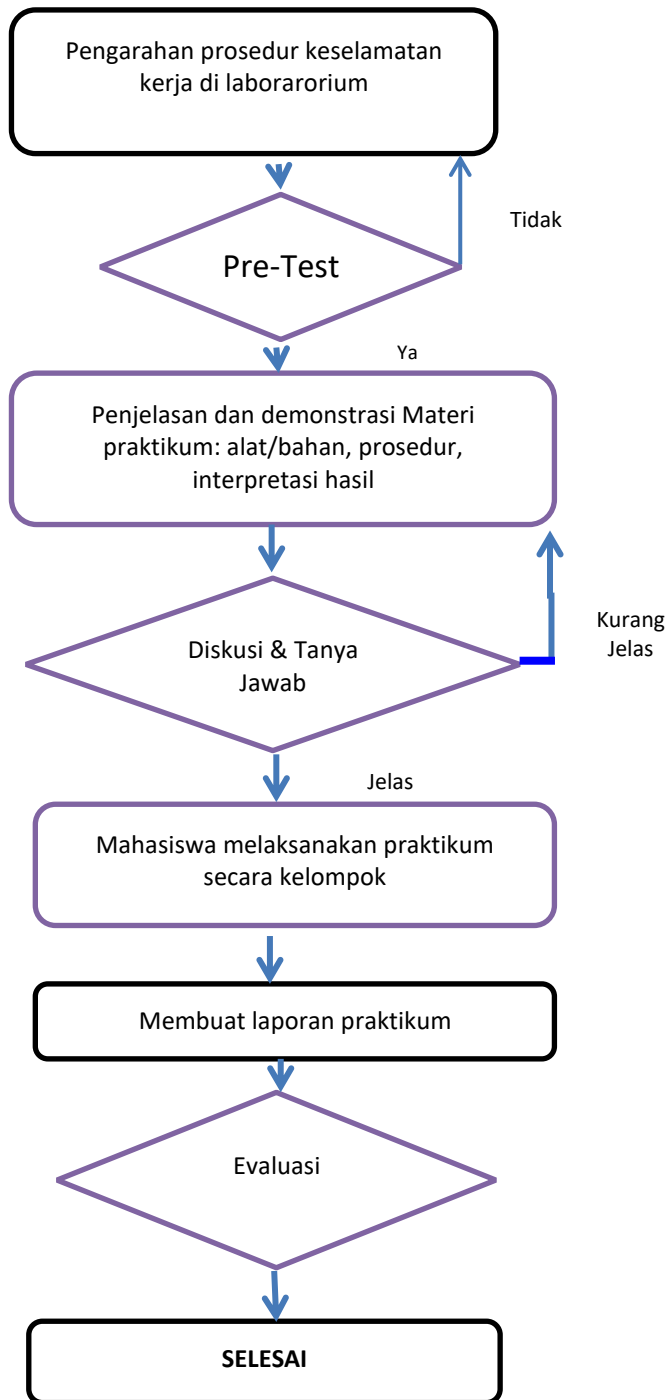 Pengarahan prosedur keselamatan
kerja di laborarorium
Tidak
Pre-Test
Ya
Penjelasan dan demonstrasi Materi
praktikum: alat/bahan, prosedur,
interpretasi hasil
Kurang
Jelas
Diskusi & Tanya
Jawab
Jelas
Mahasiswa melaksanakan praktikum
secara kelompok
Membuat laporan praktikum
Evaluasi
SELESAI